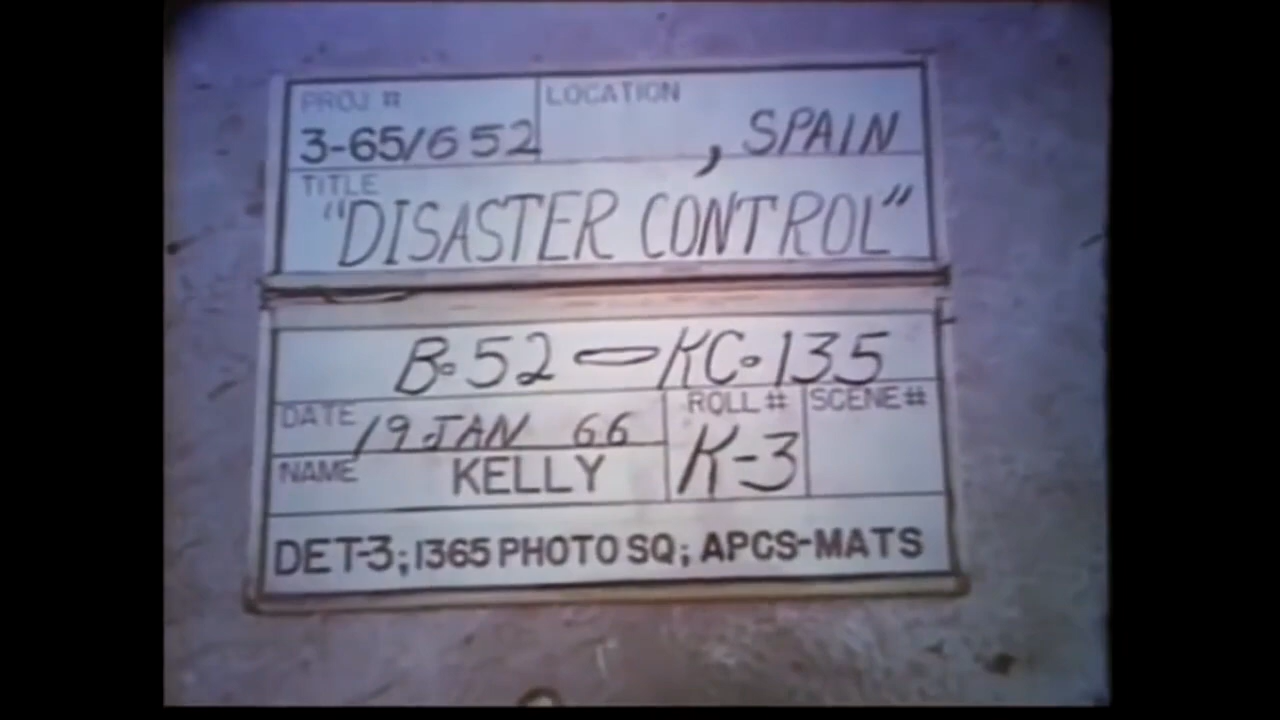 PROJ # LOCATION
3-65/652 , SPAIN
TITLE
"DISASTER CONTROL"
B-52 — KC-135
DATE 19 JAN 66 ROLL # SCENE#
NAME KELLY K-3
DET-3; 1365 PHOTO SQ; APCS-MATS